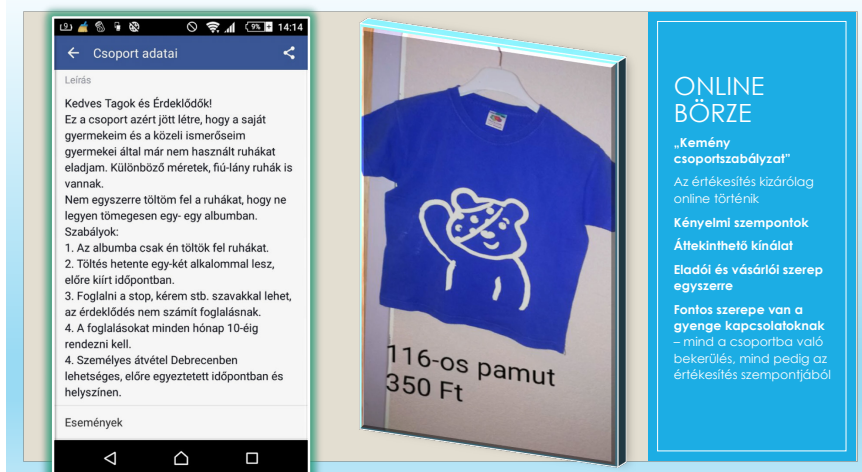 9% 14:14
Csoport adatai
Leírás
Kedves Tagok és Érdeklődők!
Ez a csoport azért jött létre, hogy a saját
gyermekeim és a közeli ismerőseim
gyermekei által már nem használt ruhákat
eladjam. Különböző méretek, fiú-lány ruhák is
vannak.
Nem egyszerre töltöm fel a ruhákat, hogy ne
legyen tömegesen egy- egy albumban.
Szabályok:
1. Az albumba csak én töltök fel ruhákat.
2. Töltés hetente egy-két alkalommal lesz,
előre kiírt időpontban.
3. Foglalni a stop, kérem stb. szavakkal lehet,
az érdeklődés nem számít foglalásnak.
4. A foglalásokat minden hónap 10-éig
rendezni kell.
4. Személyes átvétel Debrecenben
lehetséges, előre egyeztetett időpontban és
helyszínen.
Események
116-os pamut
350 Ft
ONLINE
BÖRZE
„Kemény
csoportszabályzat”
Az értékesítés kizárólag
online történik
Kényelmi szempontok
Áttekinthető kínálat
Eladói és vásárlói szerep
egyszerre
Fontos szerepe van a
gyenge kapcsolatoknak
– mind a csoportba való
bekerülés, mind pedig az
értékesítés szempontjából